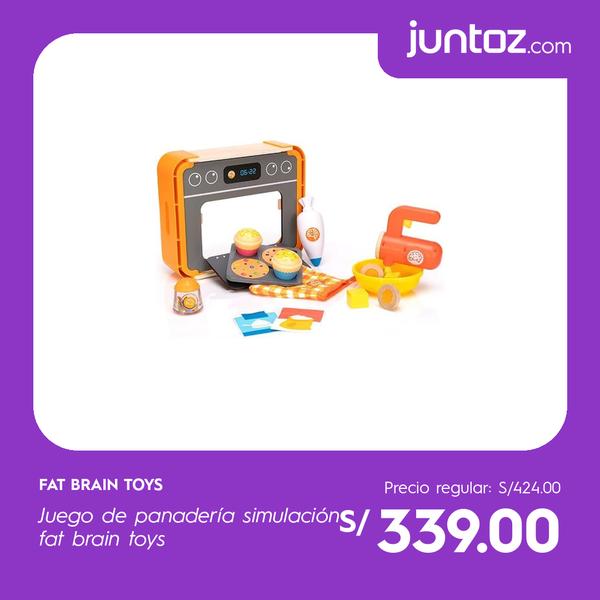 juntoz.com
06:22
FAT BRAIN TOYS
Precio regular: S/424.00
Juego de panadería simulación
fat brain toys
S/ 339.00